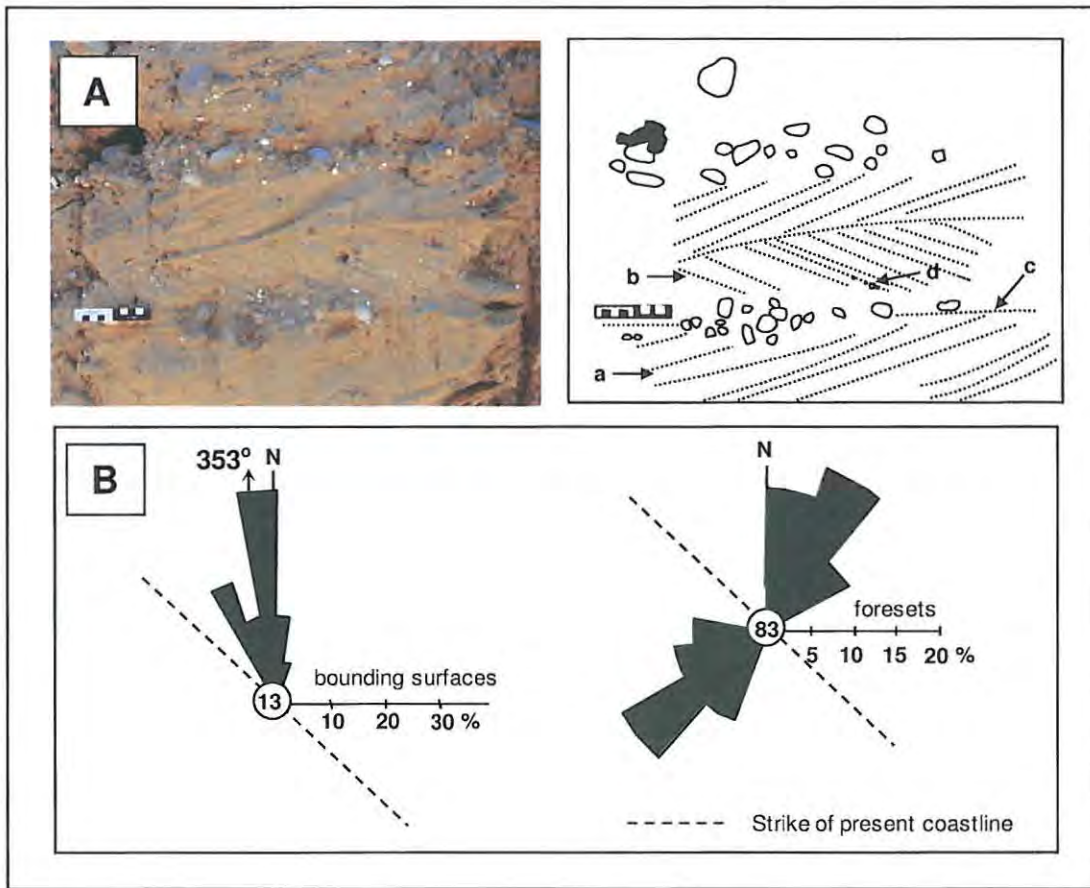 A
b
d
c
a
B
353° N
bounding surfaces
13
10 20 30 %
N
foresets
83
5 10 15 20 %
Strike of present coastline